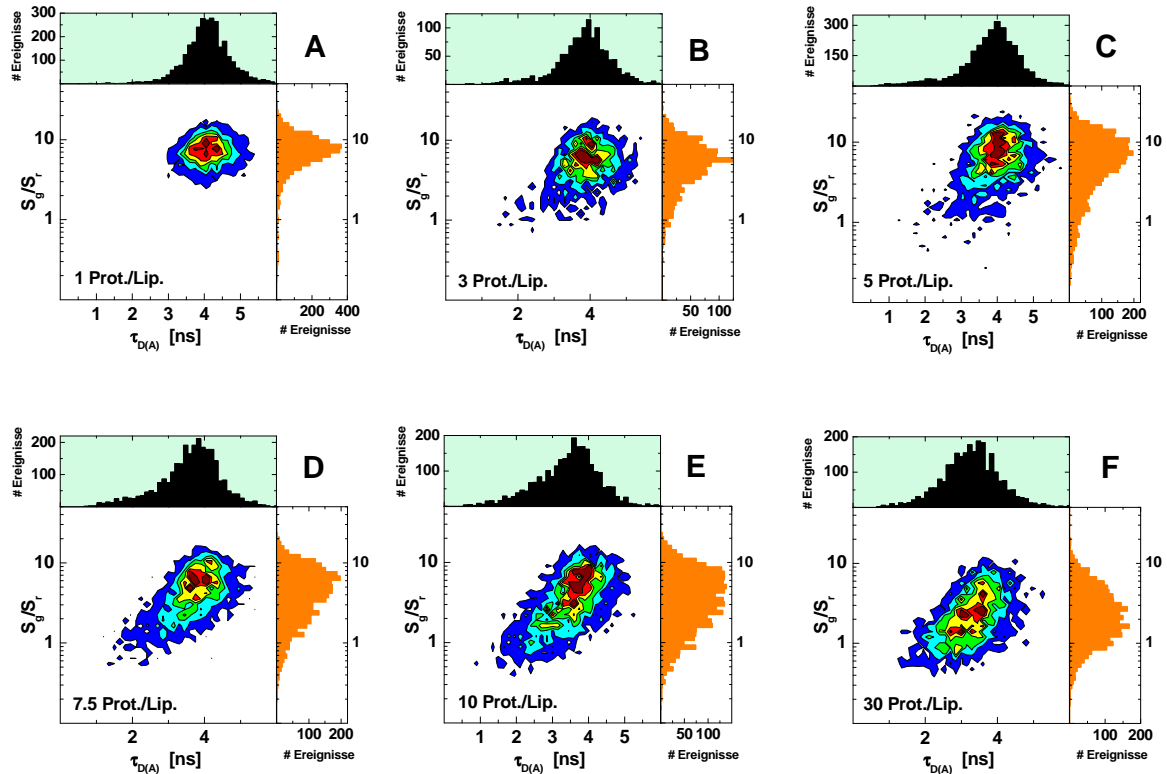 A
# Ereignisse
300
200
100
S_g/S_r
10
1
10
1
1 Prot./Lip.
1 2 3 4 5
200 400
τ_D(A) [ns]
# Ereignisse
B
# Ereignisse
100
50
S_g/S_r
10
1
10
1
3 Prot./Lip.
2 4
50 100
τ_D(A) [ns]
# Ereignisse
C
# Ereignisse
300
150
S_g/S_r
10
1
10
1
5 Prot./Lip.
1 2 3 4 5
100 200
τ_D(A) [ns]
# Ereignisse
D
# Ereignisse
200
100
S_g/S_r
10
1
10
1
7.5 Prot./Lip.
2 4
100 200
τ_D(A) [ns]
# Ereignisse
E
# Ereignisse
200
100
S_g/S_r
10
1
10
1
10 Prot./Lip.
1 2 3 4 5
50 100
τ_D(A) [ns]
# Ereignisse
F
# Ereignisse
200
100
S_g/S_r
10
1
10
1
30 Prot./Lip.
2 4
100 200
τ_D(A) [ns]
# Ereignisse